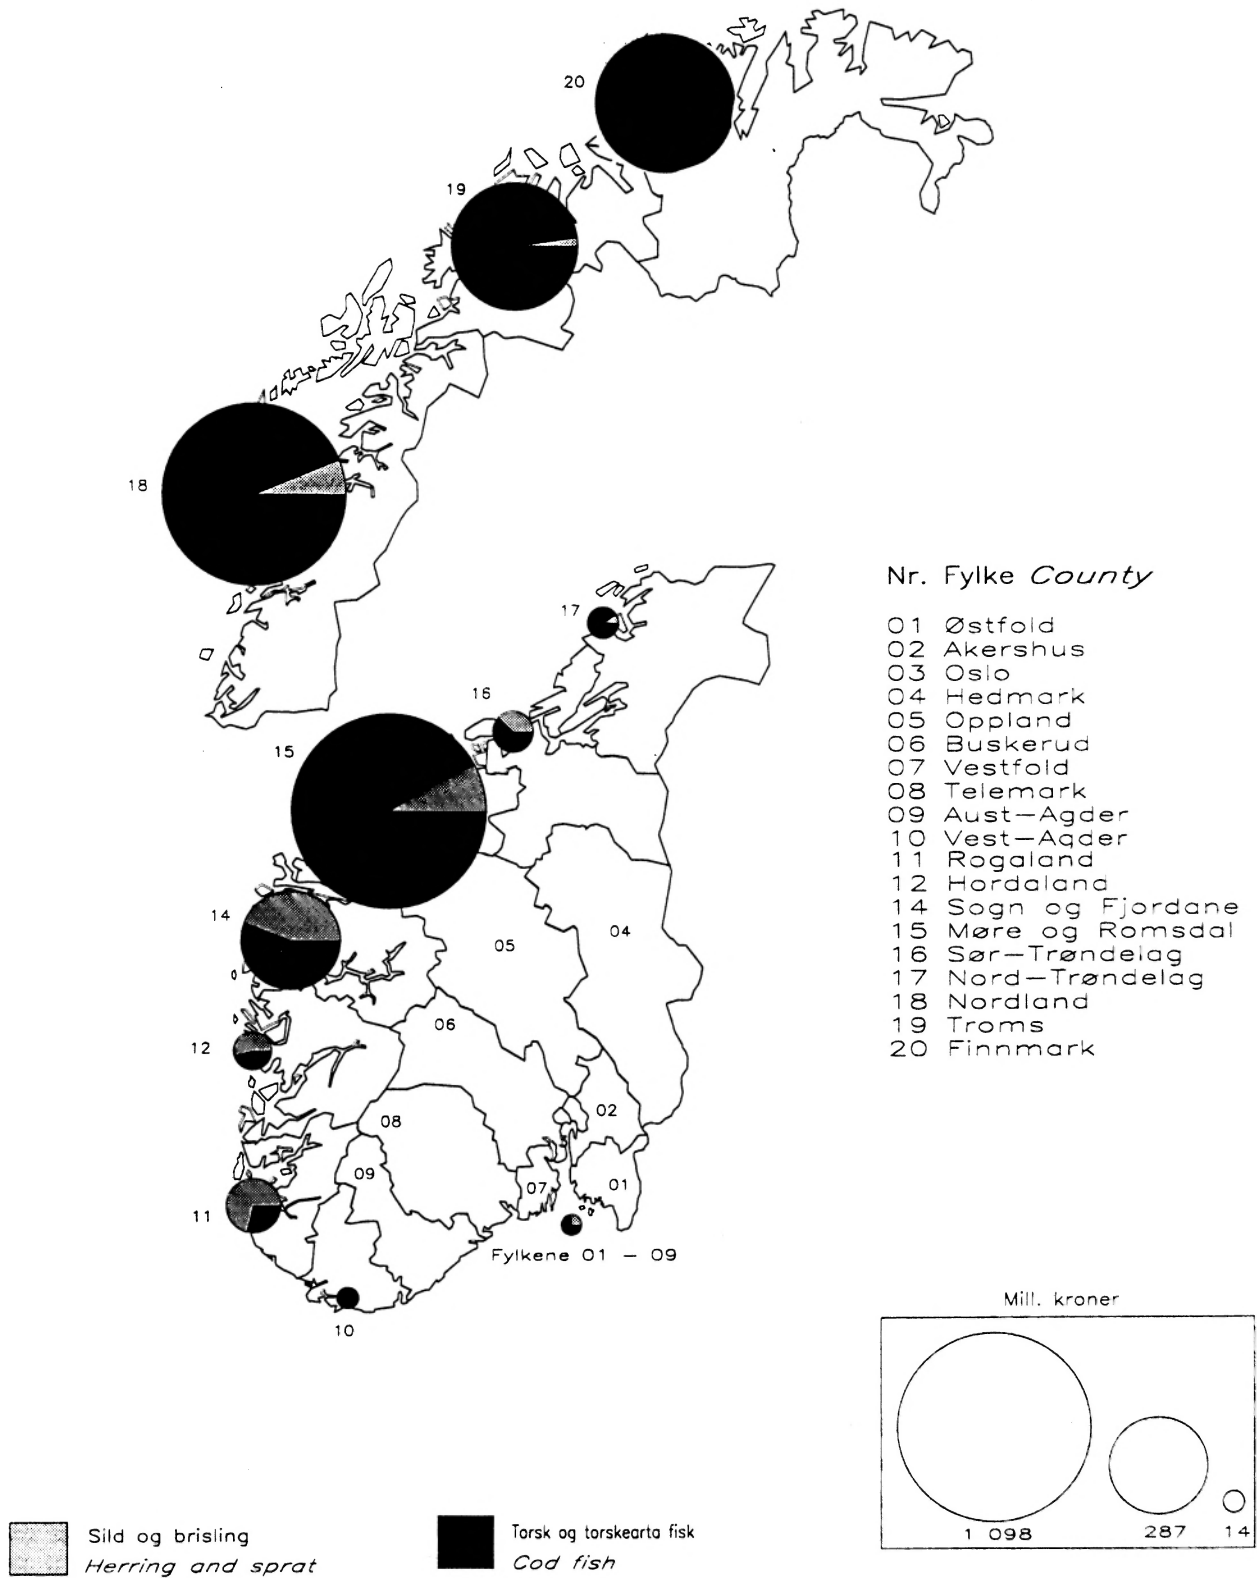 20
19
18
17
16
15
14
05
04
06
12
02
08
09
07
01
11
Fylkene 01 – 09
10
Nr. Fylke County
01 Østfold
02 Akershus
03 Oslo
04 Hedmark
05 Oppland
06 Buskerud
07 Vestfold
08 Telemark
09 Aust–Agder
10 Vest–Agder
11 Rogaland
12 Hordaland
14 Sogn og Fjordane
15 Møre og Romsdal
16 Sør–Trøndelag
17 Nord–Trøndelag
18 Nordland
19 Troms
20 Finnmark
Mill. kroner
1 098 287 14
Sild og brisling
Herring and sprat
Torsk og torskearta fisk
Cod fish